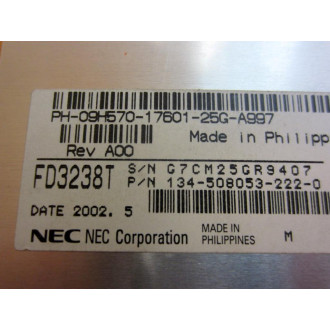 PH-09H570-17601-25G-A997
Made in Philipp
Rev A00
FD3238T
S/N G7CM25GR9407
P/N 134-508053-222-0
DATE 2002. 5
NEC NEC Corporation
MADE IN
PHILIPPINES
M